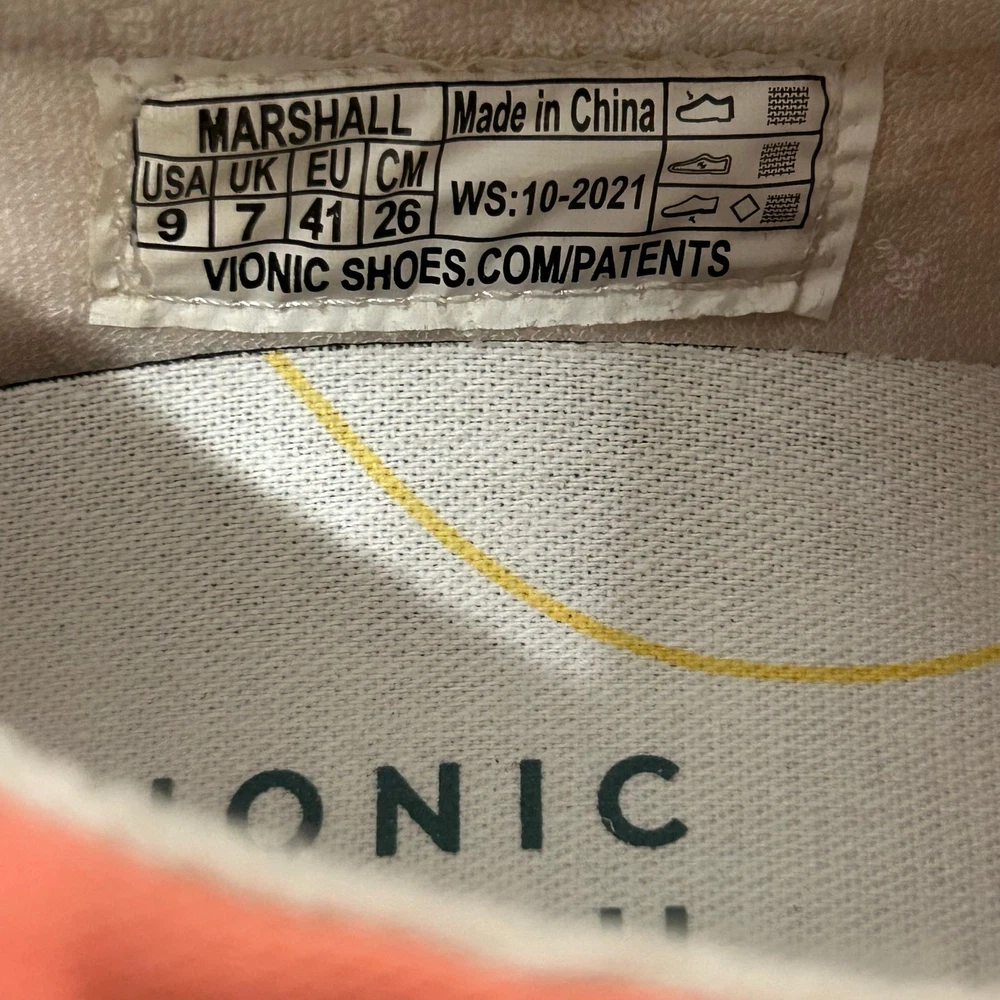 MARSHALL Made in China
USA UK EU CM
9 7 41 26 WS:10-2021
VIONIC SHOES.COM/PATENTS
IONIC